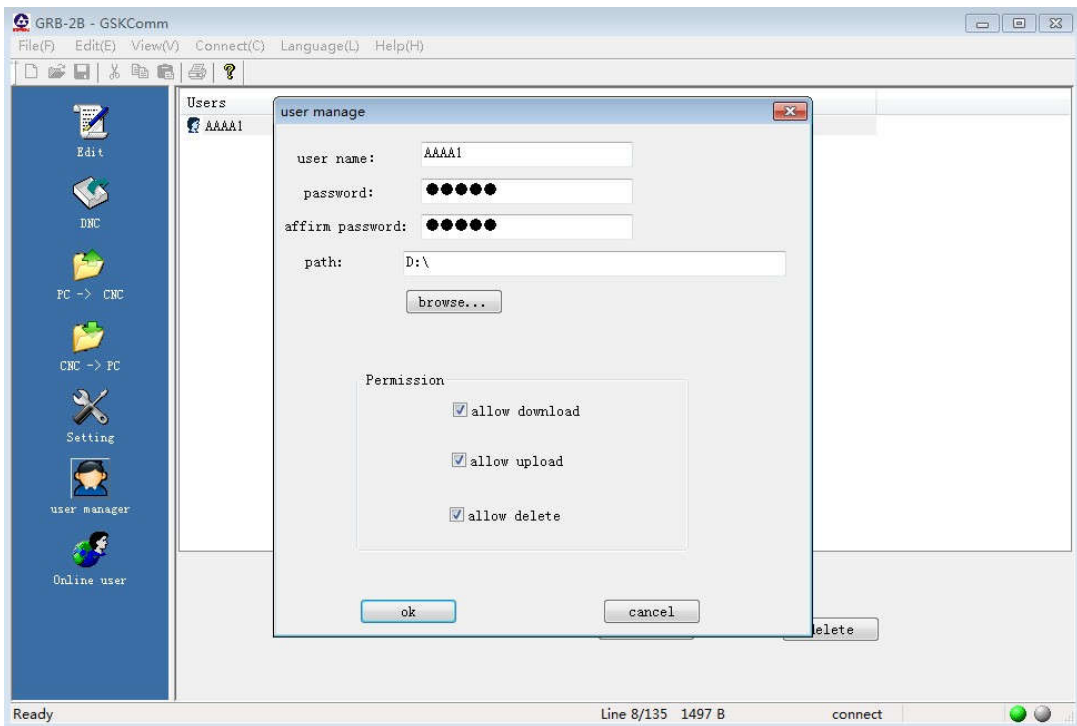 GRB-2B - GSKComm
File(F) Edit(E) View(V) Connect(C) Language(L) Help(H)
Users
AAAA1
Edit
DNC
PC -> CNC
CNC -> PC
Setting
user manager
Online user
user manage
user name: AAAA1
password: ●●●●●
affirm password: ●●●●●
path: D:\
browse...
Permission
allow download
allow upload
allow delete
ok cancel
delete
Ready Line 8/135 1497 B connect